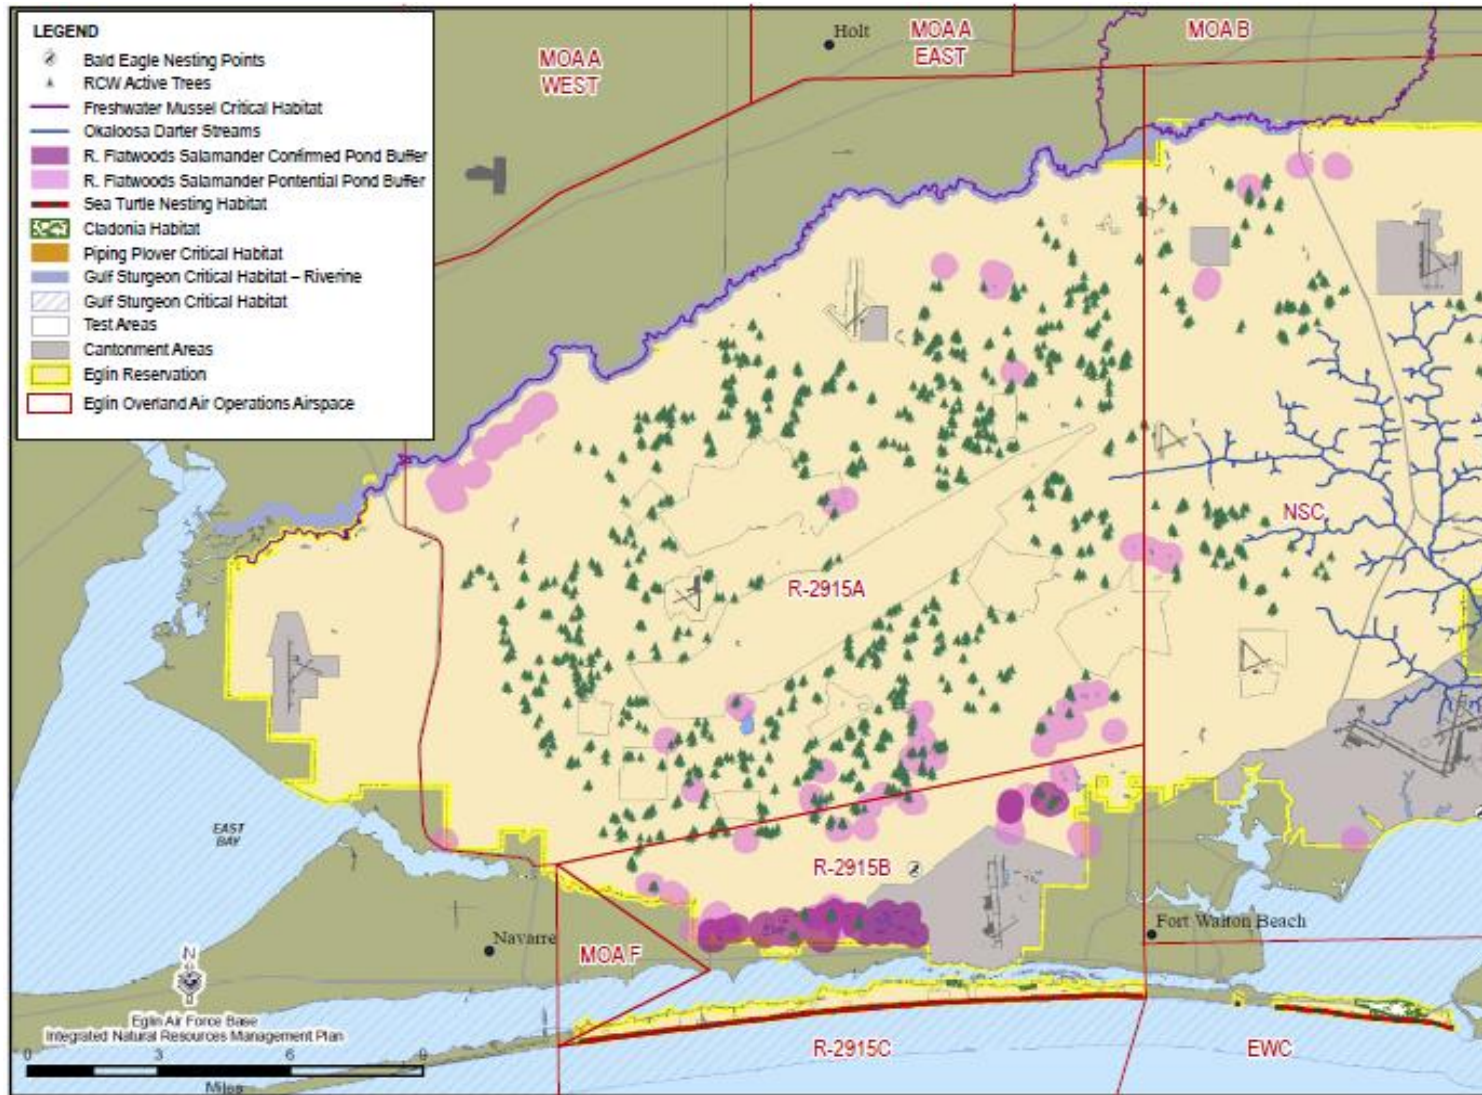 LEGEND
Bald Eagle Nesting Points
RCW Active Trees
Freshwater Mussel Critical Habitat
Okaloosa Darter Streams
R. Flatwoods Salamander Confirmed Pond Buffer
R. Flatwoods Salamander Pontential Pond Buffer
Sea Turtle Nesting Habitat
Cladonia Habitat
Piping Plover Critical Habitat
Gulf Sturgeon Critical Habitat – Riverine
Gulf Sturgeon Critical Habitat
Test Areas
Cantonment Areas
Eglin Reservation
Eglin Overland Air Operations Airspace
MOA A
WEST
Holt
MOA A
EAST
MOA B
NSC
R-2915A
EAST
BAY
R-2915B
Fort Walton Beach
Navarre
MOA F
N
Eglin Air Force Base
Integrated Natural Resources Management Plan
0 3 6 9
Miles
R-2915C
EWC